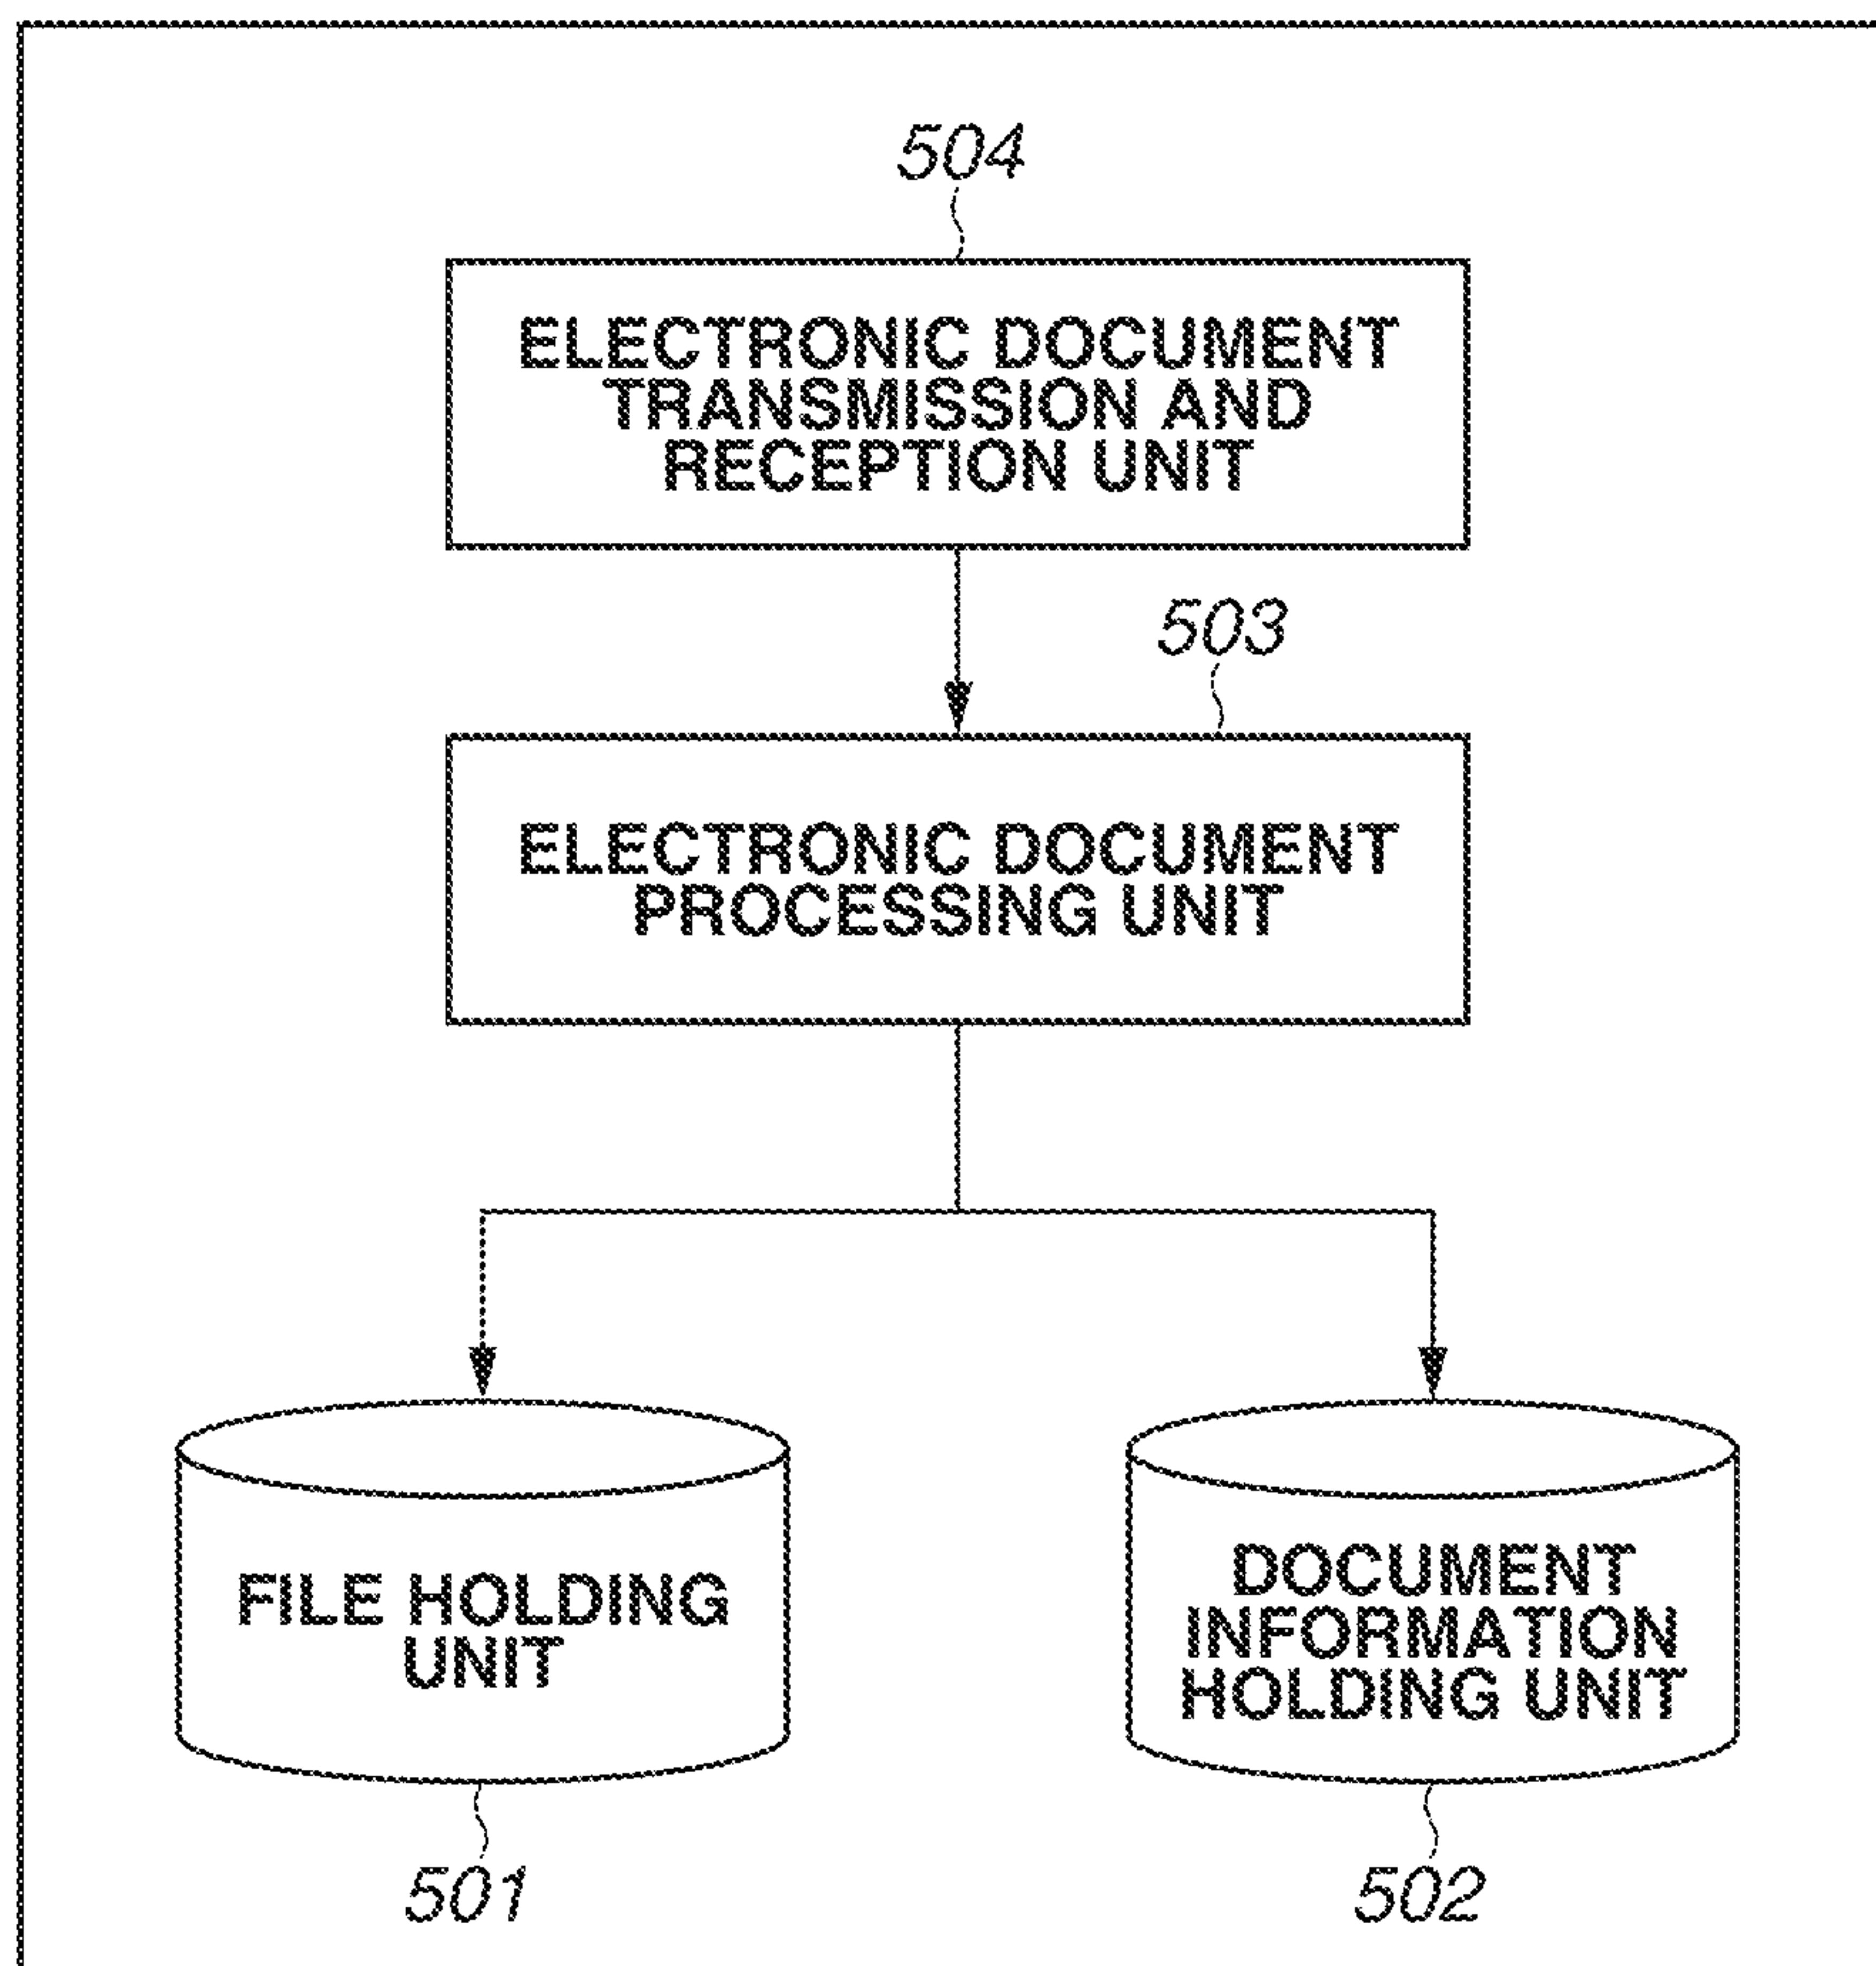 504
ELECTRONIC DOCUMENT
TRANSMISSION AND
RECEPTION UNIT
503
ELECTRONIC DOCUMENT
PROCESSING UNIT
FILE HOLDING
UNIT
DOCUMENT
INFORMATION
HOLDING UNIT
501
502